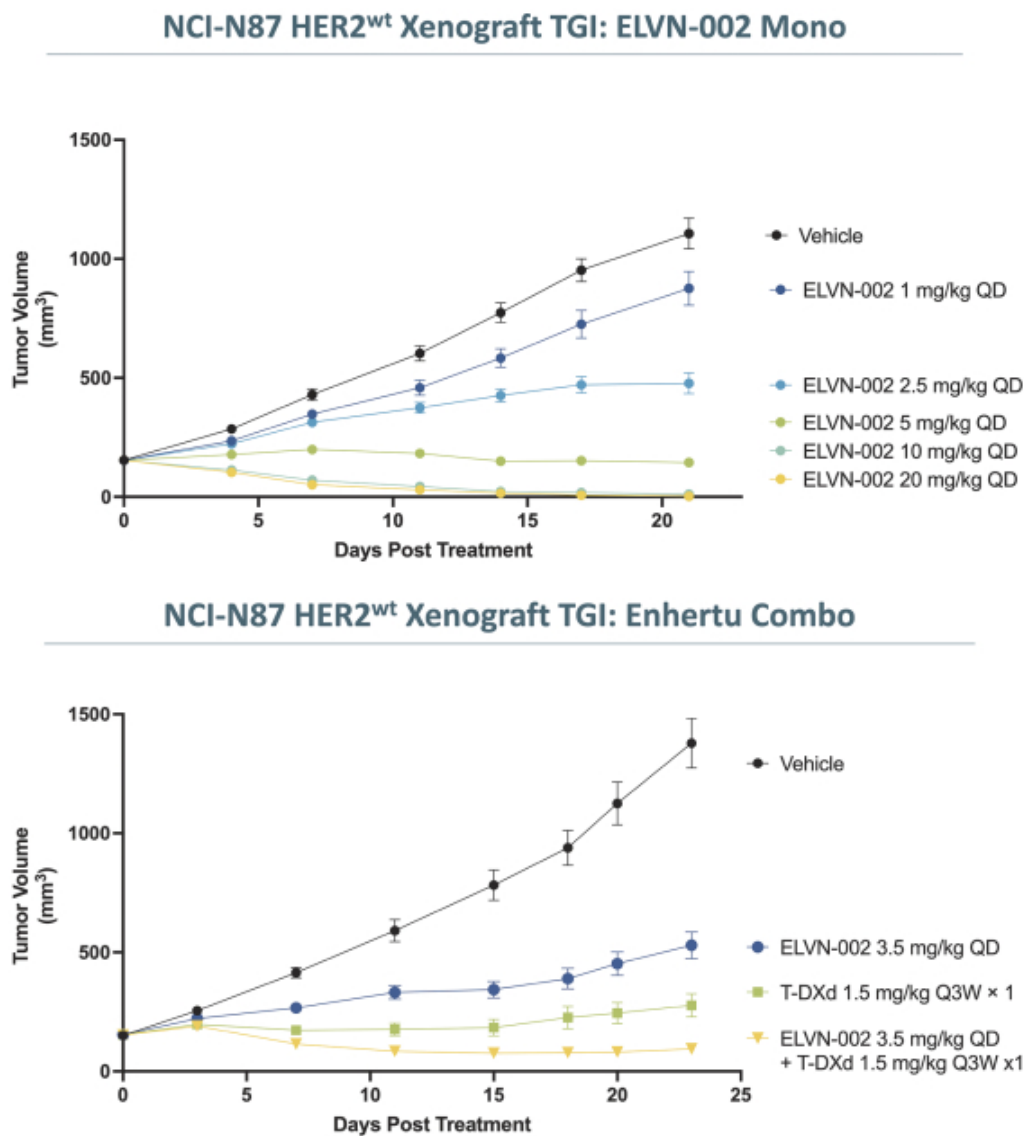 NCI-N87 HER2ʷᵗ Xenograft TGI: ELVN-002 Mono
1500
1000
500
0
Tumor Volume
(mm³)
0
5
10
15
20
Days Post Treatment
Vehicle
ELVN-002 1 mg/kg QD
ELVN-002 2.5 mg/kg QD
ELVN-002 5 mg/kg QD
ELVN-002 10 mg/kg QD
ELVN-002 20 mg/kg QD
NCI-N87 HER2ʷᵗ Xenograft TGI: Enhertu Combo
1500
1000
500
0
Tumor Volume
(mm³)
0
5
10
15
20
25
Days Post Treatment
Vehicle
ELVN-002 3.5 mg/kg QD
T-DXd 1.5 mg/kg Q3W × 1
ELVN-002 3.5 mg/kg QD
+ T-DXd 1.5 mg/kg Q3W x1